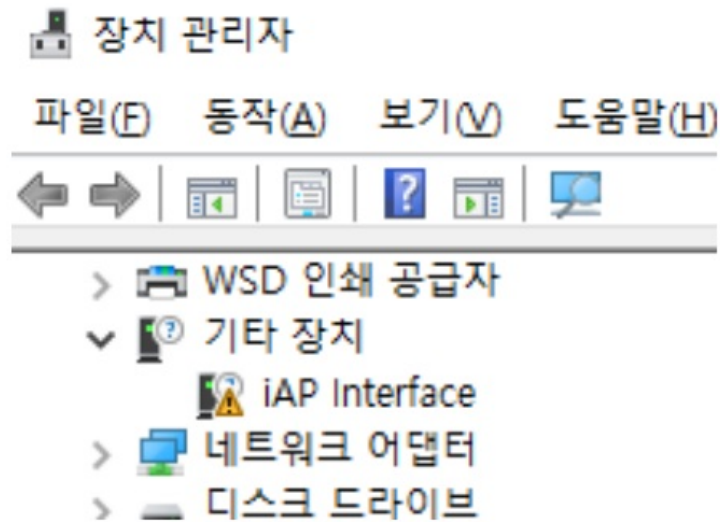 장치 관리자
파일(F) 동작(A) 보기(V) 도움말(H)
WSD 인쇄 공급자
기타 장치
iAP Interface
네트워크 어댑터
디스크 드라이브